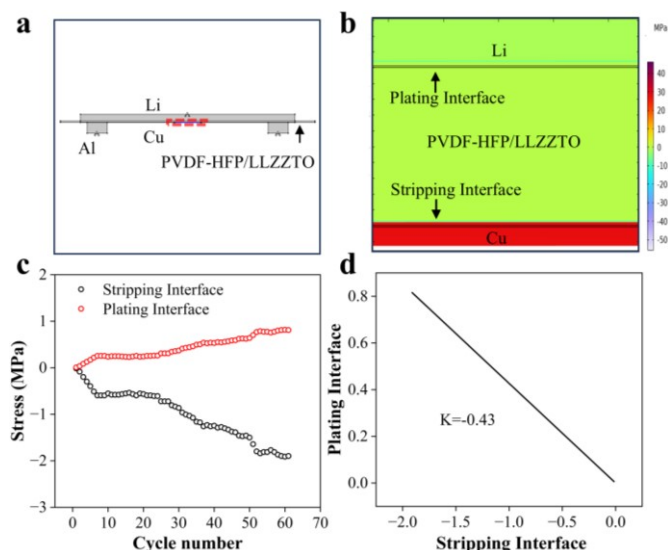 a
Li
Cu
Al
PVDF-HFP/LLZZTO
b
MPa
Li
Plating Interface
PVDF-HFP/LLZZTO
Stripping Interface
Cu
40
30
20
10
0
-10
-20
-30
-40
-50
c
Stripping Interface
Plating Interface
Stress (MPa)
2
1
0
−1
−2
−3
0 10 20 30 40 50 60 70
Cycle number
d
Plating Interface
0.8
0.6
0.4
0.2
0.0
K=-0.43
−2.0 −1.5 −1.0 −0.5 0.0
Stripping Interface